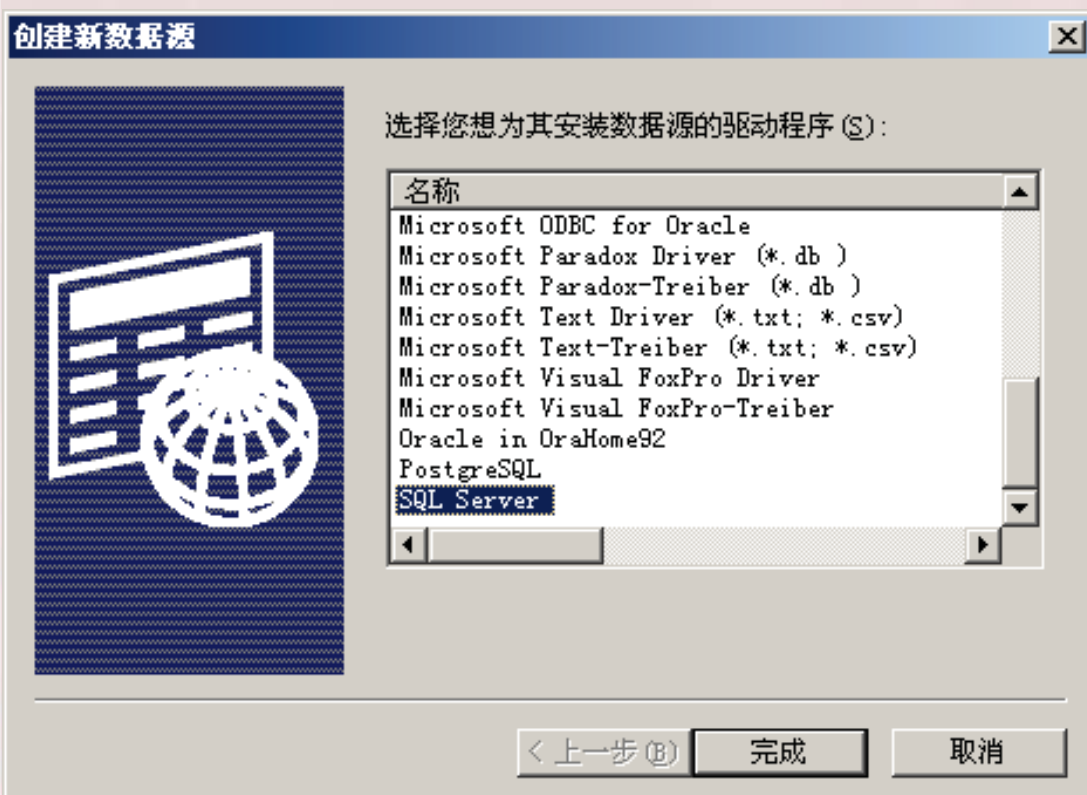 创建新数据源
选择您想为其安装数据源的驱动程序(S):
名称
Microsoft ODBC for Oracle
Microsoft Paradox Driver (*.db )
Microsoft Paradox-Treiber (*.db )
Microsoft Text Driver (*.txt; *.csv)
Microsoft Text-Treiber (*.txt; *.csv)
Microsoft Visual FoxPro Driver
Microsoft Visual FoxPro-Treiber
Oracle in OraHome92
PostgreSQL
SQL Server
< 上一步(B) 完成 取消